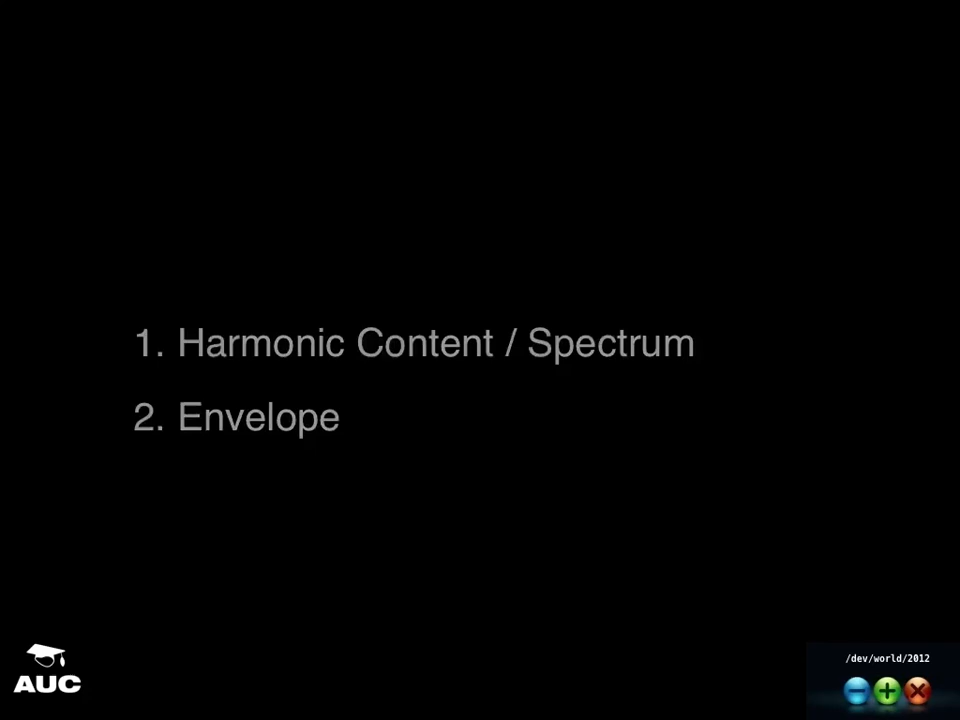 1. Harmonic Content / Spectrum
2. Envelope
AUC
/dev/world/2012